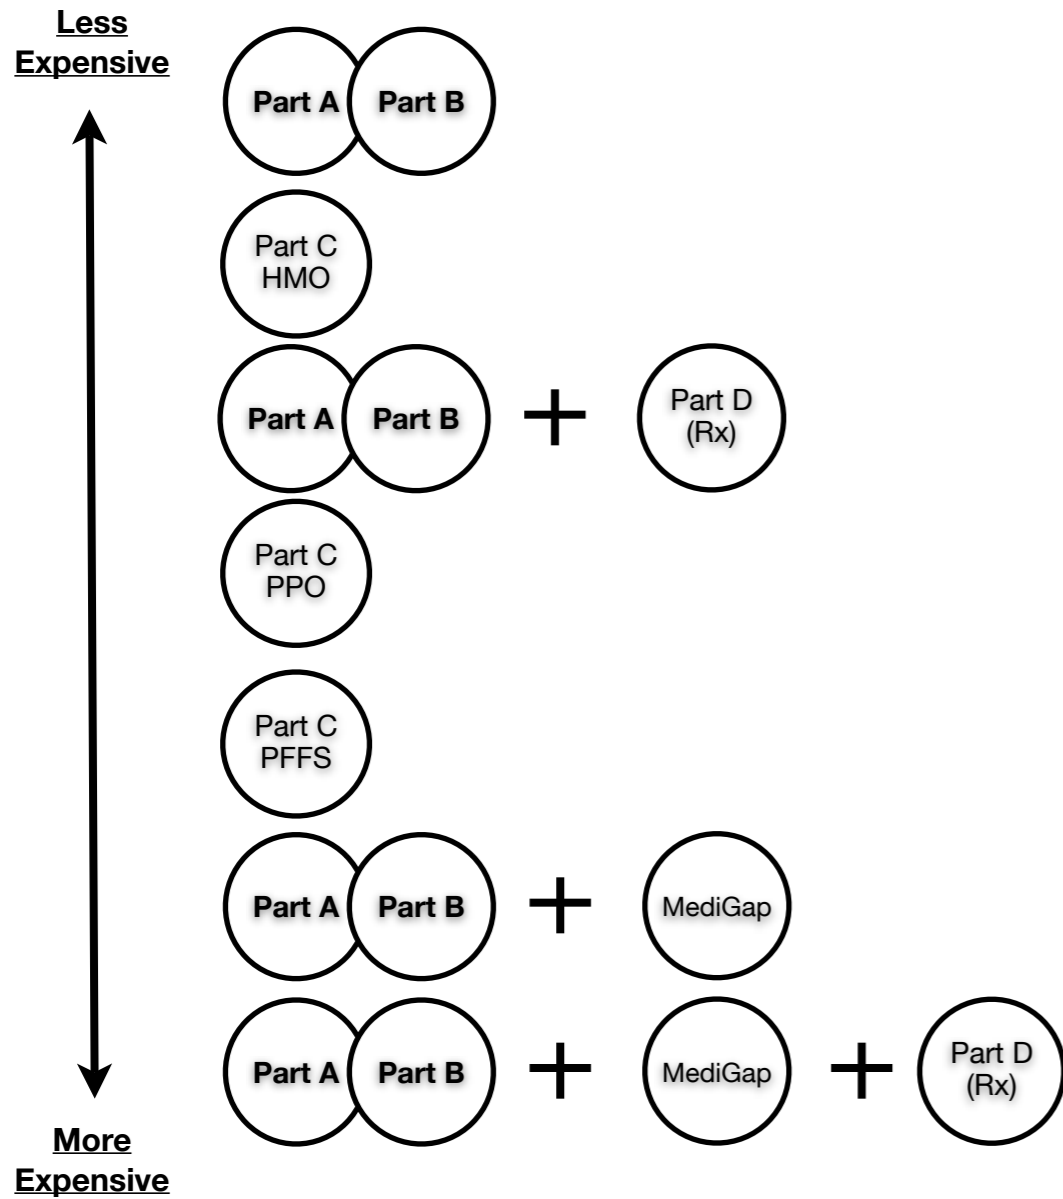 Less
Expensive
Part A Part B
Part C
HMO
Part A Part B + Part D
(Rx)
Part C
PPO
Part C
PFFS
Part A Part B + MediGap
Part A Part B + MediGap + Part D
(Rx)
More
Expensive